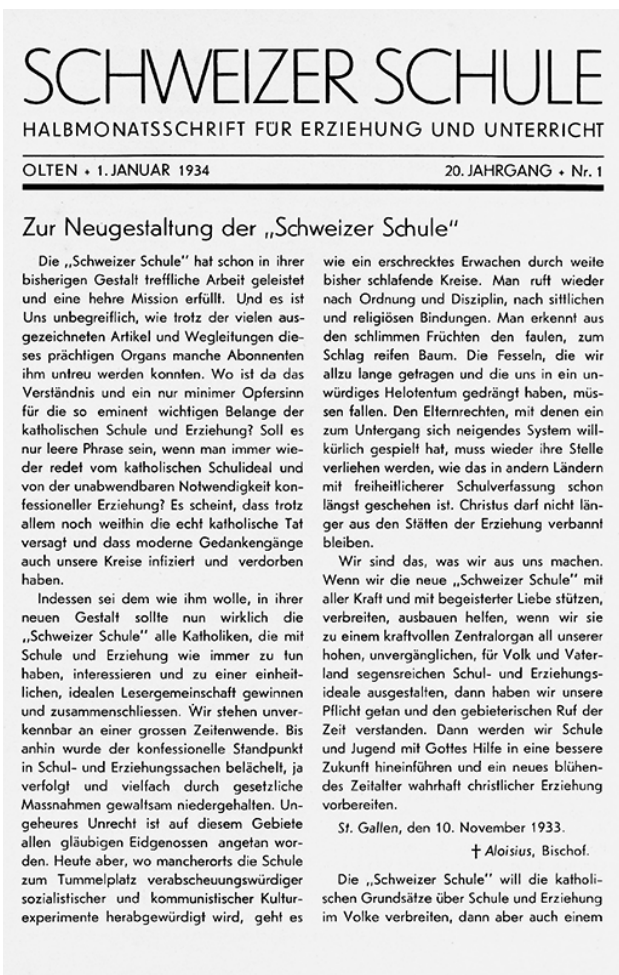 SCHWEIZER SCHULE
HALBMONATSSCHRIFT FÜR ERZIEHUNG UND UNTERRICHT
OLTEN • 1. JANUAR 1934
20. JAHRGANG • Nr. 1
Zur Neugestaltung der „Schweizer Schule"
Die „Schweizer Schule" hat schon in ihrer
bisherigen Gestalt treffliche Arbeit geleistet
und eine hehre Mission erfüllt. Und es ist
Uns unbegreiflich, wie trotz der vielen aus-
gezeichneten Artikel und Wegleitungen die-
ses prächtigen Organs manche Abonnenten
ihm untreu werden konnten. Wo ist da das
Verständnis und ein nur minimer Opfersinn
für die so eminent wichtigen Belange der
katholischen Schule und Erziehung? Soll es
nur leere Phrase sein, wenn man immer wie-
der redet vom katholischen Schulideal und
von der unabwendbaren Notwendigkeit kon-
fessioneller Erziehung? Es scheint, dass trotz
allem noch weithin die echt katholische Tat
versagt und dass moderne Gedankengänge
auch unsere Kreise infiziert und verdorben
haben.
Indessen sei dem wie ihm wolle, in ihrer
neuen Gestalt sollte nun wirklich die
„Schweizer Schule" alle Katholiken, die mit
Schule und Erziehung wie immer zu tun
haben, interessieren und zu einer einheit-
lichen, idealen Lesergemeinschaft gewinnen
und zusammenschliessen. Wir stehen unver-
kennbar an einer grossen Zeitenwende. Bis
anhin wurde der konfessionelle Standpunkt
in Schul- und Erziehungssachen belächelt, ja
verfolgt und vielfach durch gesetzliche
Massnahmen gewaltsam niedergehalten. Un-
geheures Unrecht ist auf diesem Gebiete
allen gläubigen Eidgenossen angetan wor-
den. Heute aber, wo mancherorts die Schule
zum Tummelplatz verabscheuungswürdiger
sozialistischer und kommunistischer Kultur-
experimente herabgewürdigt wird, geht es
wie ein erschrecktes Erwachen durch weite
bisher schlafende Kreise. Man ruft wieder
nach Ordnung und Disziplin, nach sittlichen
und religiösen Bindungen. Man erkennt aus
den schlimmen Früchten den faulen, zum
Schlag reifen Baum. Die Fesseln, die wir
allzu lange getragen und die uns in ein un-
würdiges Helotentum gedrängt haben, müs-
sen fallen. Den Elternrechten, mit denen ein
zum Untergang sich neigendes System will-
kürlich gespielt hat, muss wieder ihre Stelle
verliehen werden, wie das in andern Ländern
mit freiheitlicherer Schulverfassung schon
längst geschehen ist. Christus darf nicht län-
ger aus den Stätten der Erziehung verbannt
bleiben.
Wir sind das, was wir aus uns machen.
Wenn wir die neue „Schweizer Schule" mit
aller Kraft und mit begeisterter Liebe stützen,
verbreiten, ausbauen helfen, wenn wir sie
zu einem kraftvollen Zentralorgan all unserer
hohen, unvergänglichen, für Volk und Vater-
land segensreichen Schul- und Erziehungs-
ideale ausgestalten, dann haben wir unsere
Pflicht getan und den gebieterischen Ruf der
Zeit verstanden. Dann werden wir Schule
und Jugend mit Gottes Hilfe in eine bessere
Zukunft hineinführen und ein neues blühen-
des Zeitalter wahrhaft christlicher Erziehung
vorbereiten.
St. Gallen, den 10. November 1933.
† Aloisius, Bischof.
Die „Schweizer Schule" will die katholi-
schen Grundsätze über Schule und Erziehung
im Volke verbreiten, dann aber auch einem